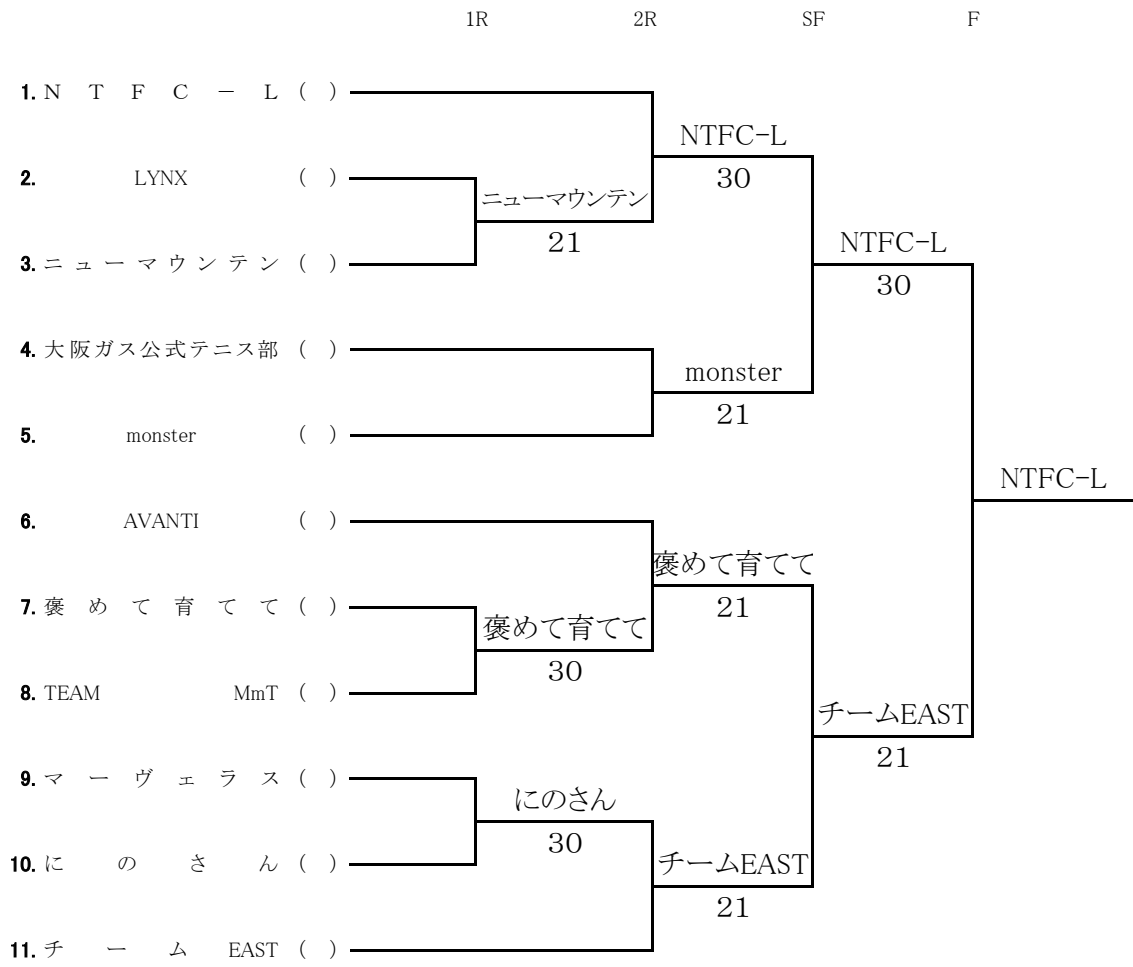 1R 2R SF F
1. NTFC－L ( )
NTFC-L
30
2. LYNX ( )
ニューマウンテン
21
3. ニューマウンテン ( )
NTFC-L
30
4. 大阪ガス公式テニス部 ( )
monster
21
5. monster ( )
NTFC-L
6. AVANTI ( )
褒めて育てて
21
7. 褒めて育てて ( )
褒めて育てて
30
8. TEAM MmT ( )
チームEAST
21
9. マーヴェラス ( )
にのさん
30
10. にのさん ( )
チームEAST
21
11. チームEAST ( )